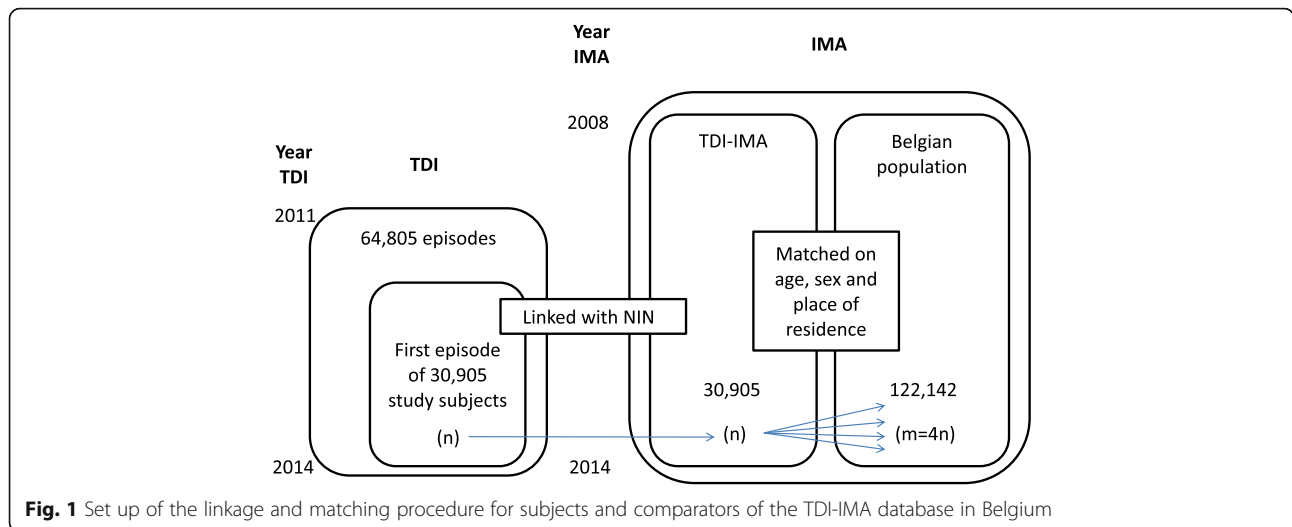 Year
TDI
TDI
2011
64,805 episodes
First episode
of 30,905
study subjects
(n)
2014
Linked with NIN
Year
IMA
IMA
2008
TDI-IMA
Belgian
population
Matched on
age, sex and
place of
residence
30,905
122,142
(n)
(m=4n)
2014
Fig. 1 Set up of the linkage and matching procedure for subjects and comparators of the TDI-IMA database in Belgium